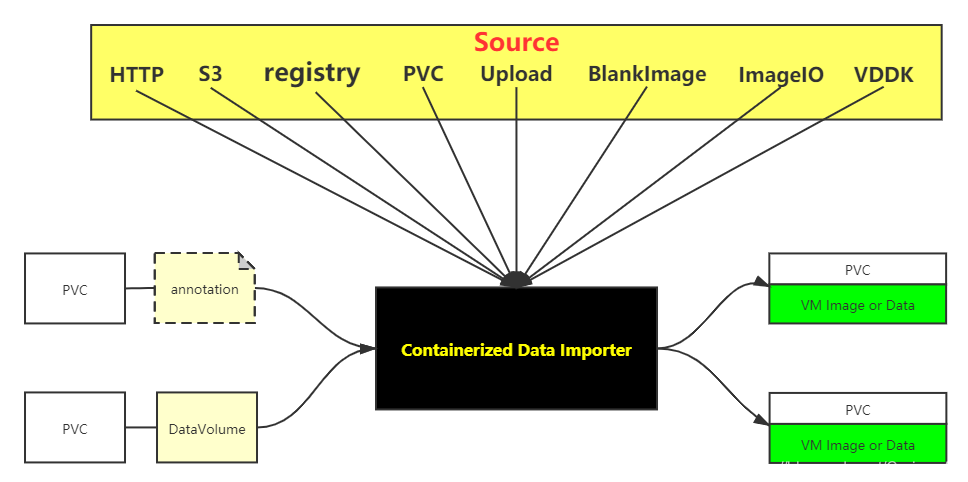 Source
HTTP S3 registry PVC Upload BlankImage ImageIO VDDK
PVC annotation
PVC
VM Image or Data
Containerized Data Importer
PVC DataVolume
PVC
VM Image or Data